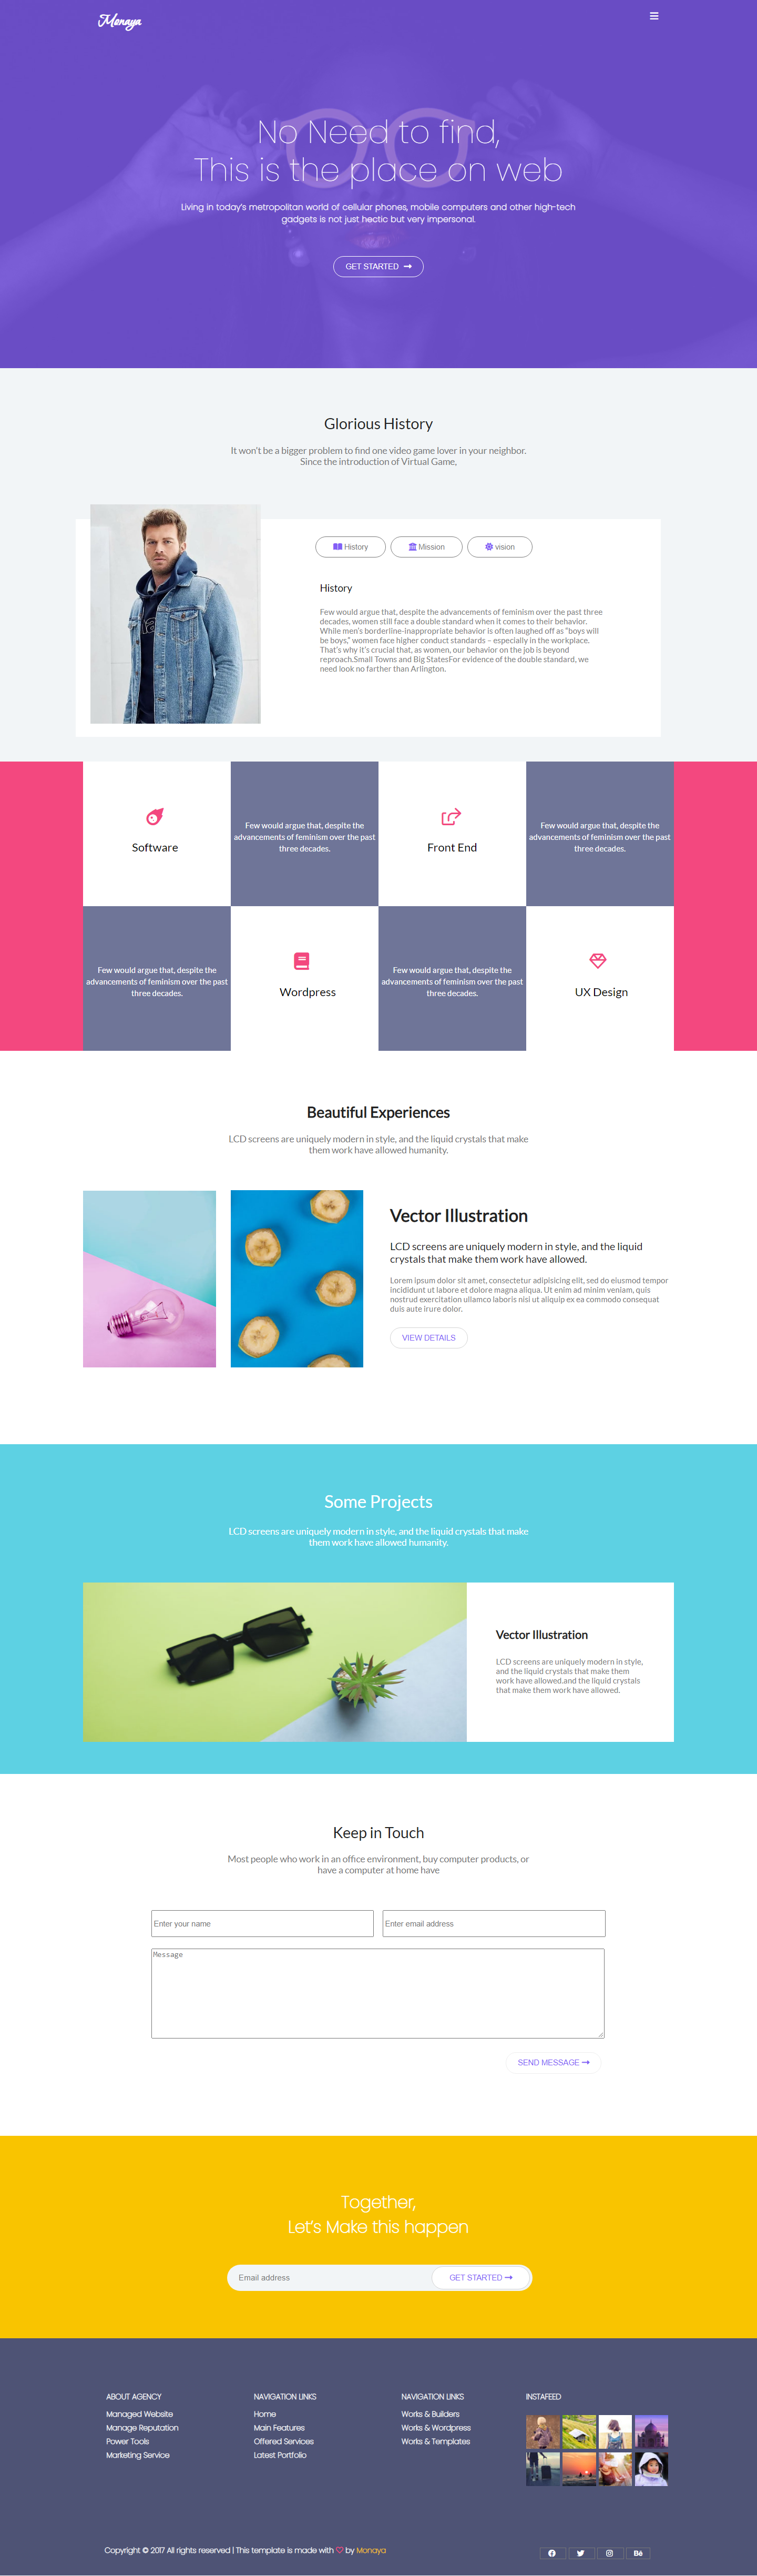 Monaya
No Need to find,
This is the place on web
Living in today's metropolitan world of cellular phones, mobile computers and other high-tech
gadgets is not just hectic but very impersonal.
GET STARTED
Glorious History
It won't be a bigger problem to find one video game lover in your neighbor.
Since the introduction of Virtual Game,
History
Mission
vision
History
Few would argue that, despite the advancements of feminism over the past three
decades, women still face a double standard when it comes to their behavior.
While men's borderline-inappropriate behavior is often laughed off as "boys will
be boys," women face higher conduct standards – especially in the workplace.
That's why it's crucial that, as women, our behavior on the job is beyond
reproach.Small Towns and Big StatesFor evidence of the double standard, we
need look no farther than Arlington.
Software
Few would argue that, despite the
advancements of feminism over the past
three decades.
Front End
Few would argue that, despite the
advancements of feminism over the past
three decades.
Few would argue that, despite the
advancements of feminism over the past
three decades.
Wordpress
Few would argue that, despite the
advancements of feminism over the past
three decades.
UX Design
Beautiful Experiences
LCD screens are uniquely modern in style, and the liquid crystals that make
them work have allowed humanity.
Vector Illustration
LCD screens are uniquely modern in style, and the liquid
crystals that make them work have allowed.
Lorem ipsum dolor sit amet, consectetur adipisicing elit, sed do eiusmod tempor
incididunt ut labore et dolore magna aliqua. Ut enim ad minim veniam, quis
nostrud exercitation ullamco laboris nisi ut aliquip ex ea commodo consequat
duis aute irure dolor.
VIEW DETAILS
Some Projects
LCD screens are uniquely modern in style, and the liquid crystals that make
them work have allowed humanity.
Vector Illustration
LCD screens are uniquely modern in style,
and the liquid crystals that make them
work have allowed.and the liquid crystals
that make them work have allowed.
Keep in Touch
Most people who work in an office environment, buy computer products, or
have a computer at home have
Enter your name
Enter email address
Message
SEND MESSAGE
Together,
Let's Make this happen
Email address
GET STARTED
ABOUT AGENCY
Managed Website
Manage Reputation
Power Tools
Marketing Service
NAVIGATION LINKS
Home
Main Features
Offered Services
Latest Portfolio
NAVIGATION LINKS
Works & Builders
Works & Wordpress
Works & Templates
INSTAFEED
Copyright © 2017 All rights reserved | This template is made with ♡ by Monaya
Bē